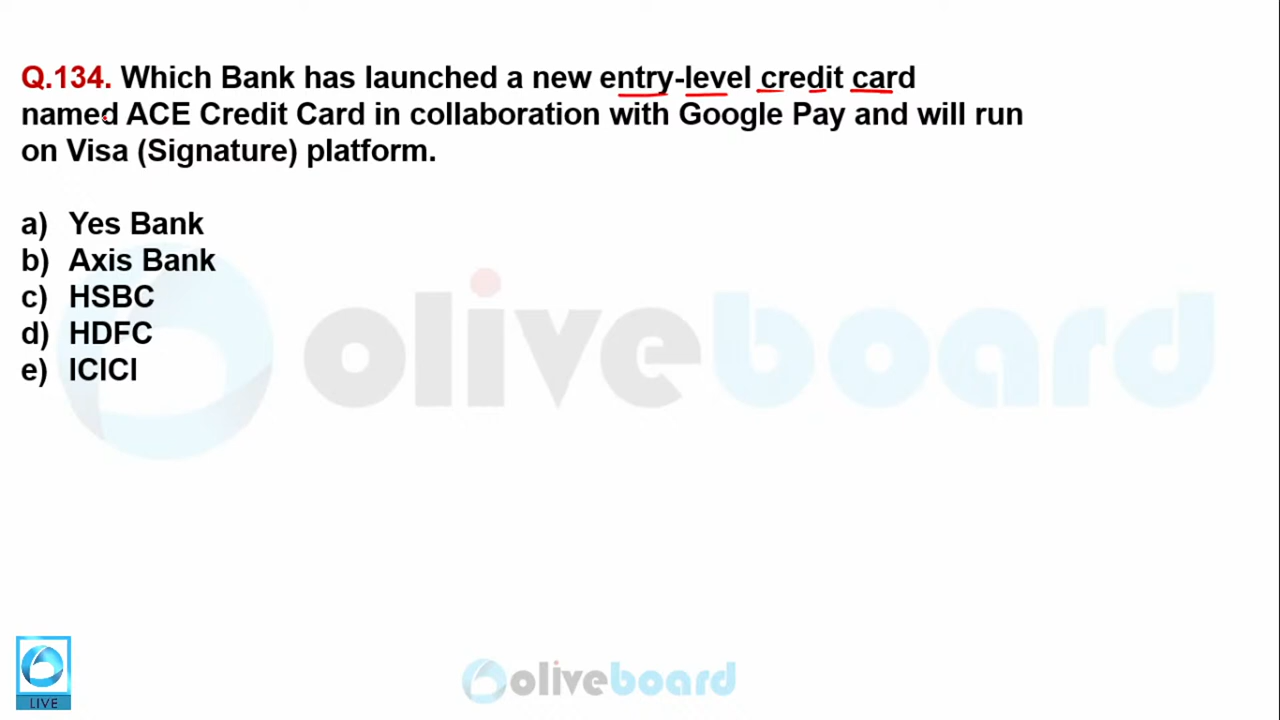 Q.134. Which Bank has launched a new entry-level credit card
named ACE Credit Card in collaboration with Google Pay and will run
on Visa (Signature) platform.
a) Yes Bank
b) Axis Bank
c) HSBC
d) HDFC
e) ICICI
oliveboard
LIVE
oliveboard